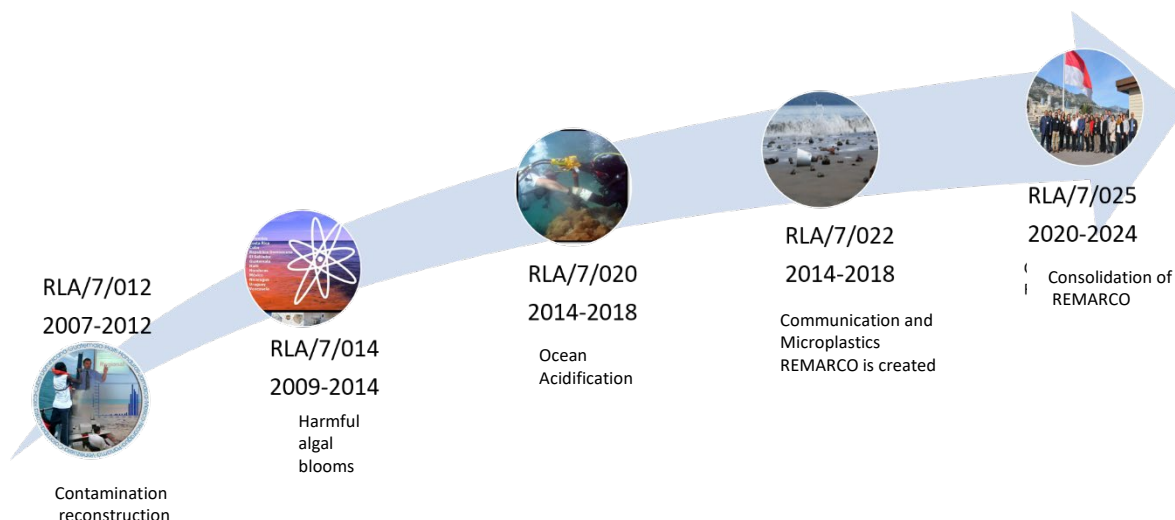 RLA/7/012
2007-2012
Contamination
reconstruction
RLA/7/014
2009-2014
Harmful
algal
blooms
RLA/7/020
2014-2018
Ocean
Acidification
RLA/7/022
2014-2018
Communication and
Microplastics
REMARCO is created
RLA/7/025
2020-2024
Consolidation of
REMARCO